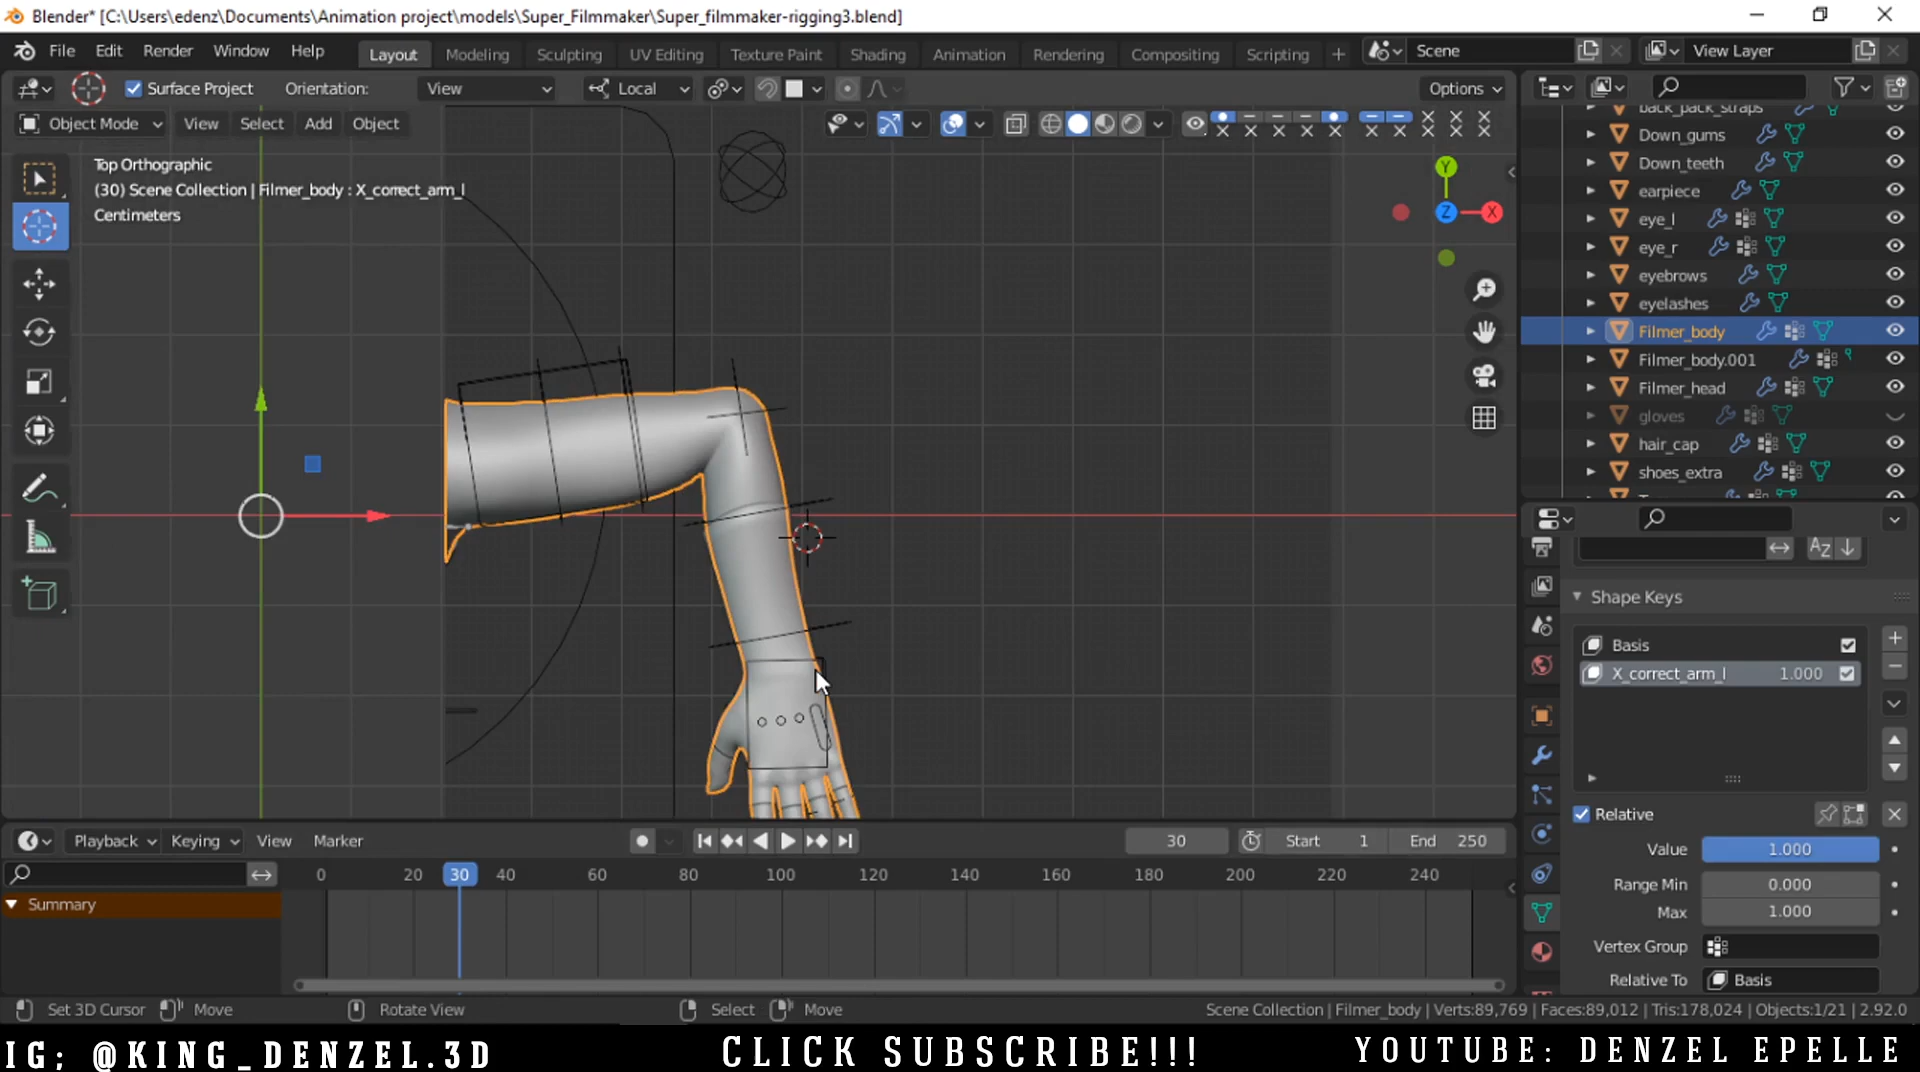 Blender* [C:\Users\edenz\Documents\Animation project\models\Super_Filmmaker\Super_filmmaker-rigging3.blend]
File Edit Render Window Help Layout Modeling Sculpting UV Editing Texture Paint Shading Animation Rendering Compositing Scripting + Scene View Layer
Surface Project Orientation: View Local Options
Object Mode View Select Add Object
Top Orthographic
(30) Scene Collection | Filmer_body : X_correct_arm_l
Centimeters
Y
Z
X
back_pack_straps
Down_gums
Down_teeth
earpiece
eye_l
eye_r
eyebrows
eyelashes
Filmer_body
Filmer_body.001
Filmer_head
gloves
hair_cap
shoes_extra
Shape Keys
Basis
X_correct_arm_l 1.000
Relative
Value 1.000
Range Min 0.000
Max 1.000
Vertex Group
Relative To Basis
Playback Keying View Marker 30 Start 1 End 250
0 20 30 40 60 80 100 120 140 160 180 200 220 240
Summary
Set 3D Cursor Move Rotate View Select Move Scene Collection | Filmer_body | Verts:89,769 | Faces:89,012 | Tris:178,024 | Objects:1/21 | 2.92.0
IG; @KING_DENZEL.3D CLICK SUBSCRIBE!!! YOUTUBE: DENZEL EPELLE